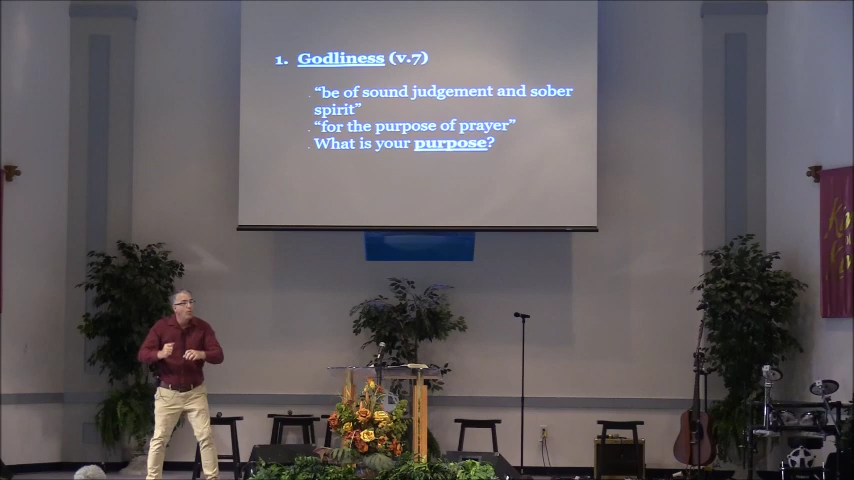 1. Godliness (v.7)
. “be of sound judgement and sober
spirit”
. “for the purpose of prayer”
. What is your purpose?